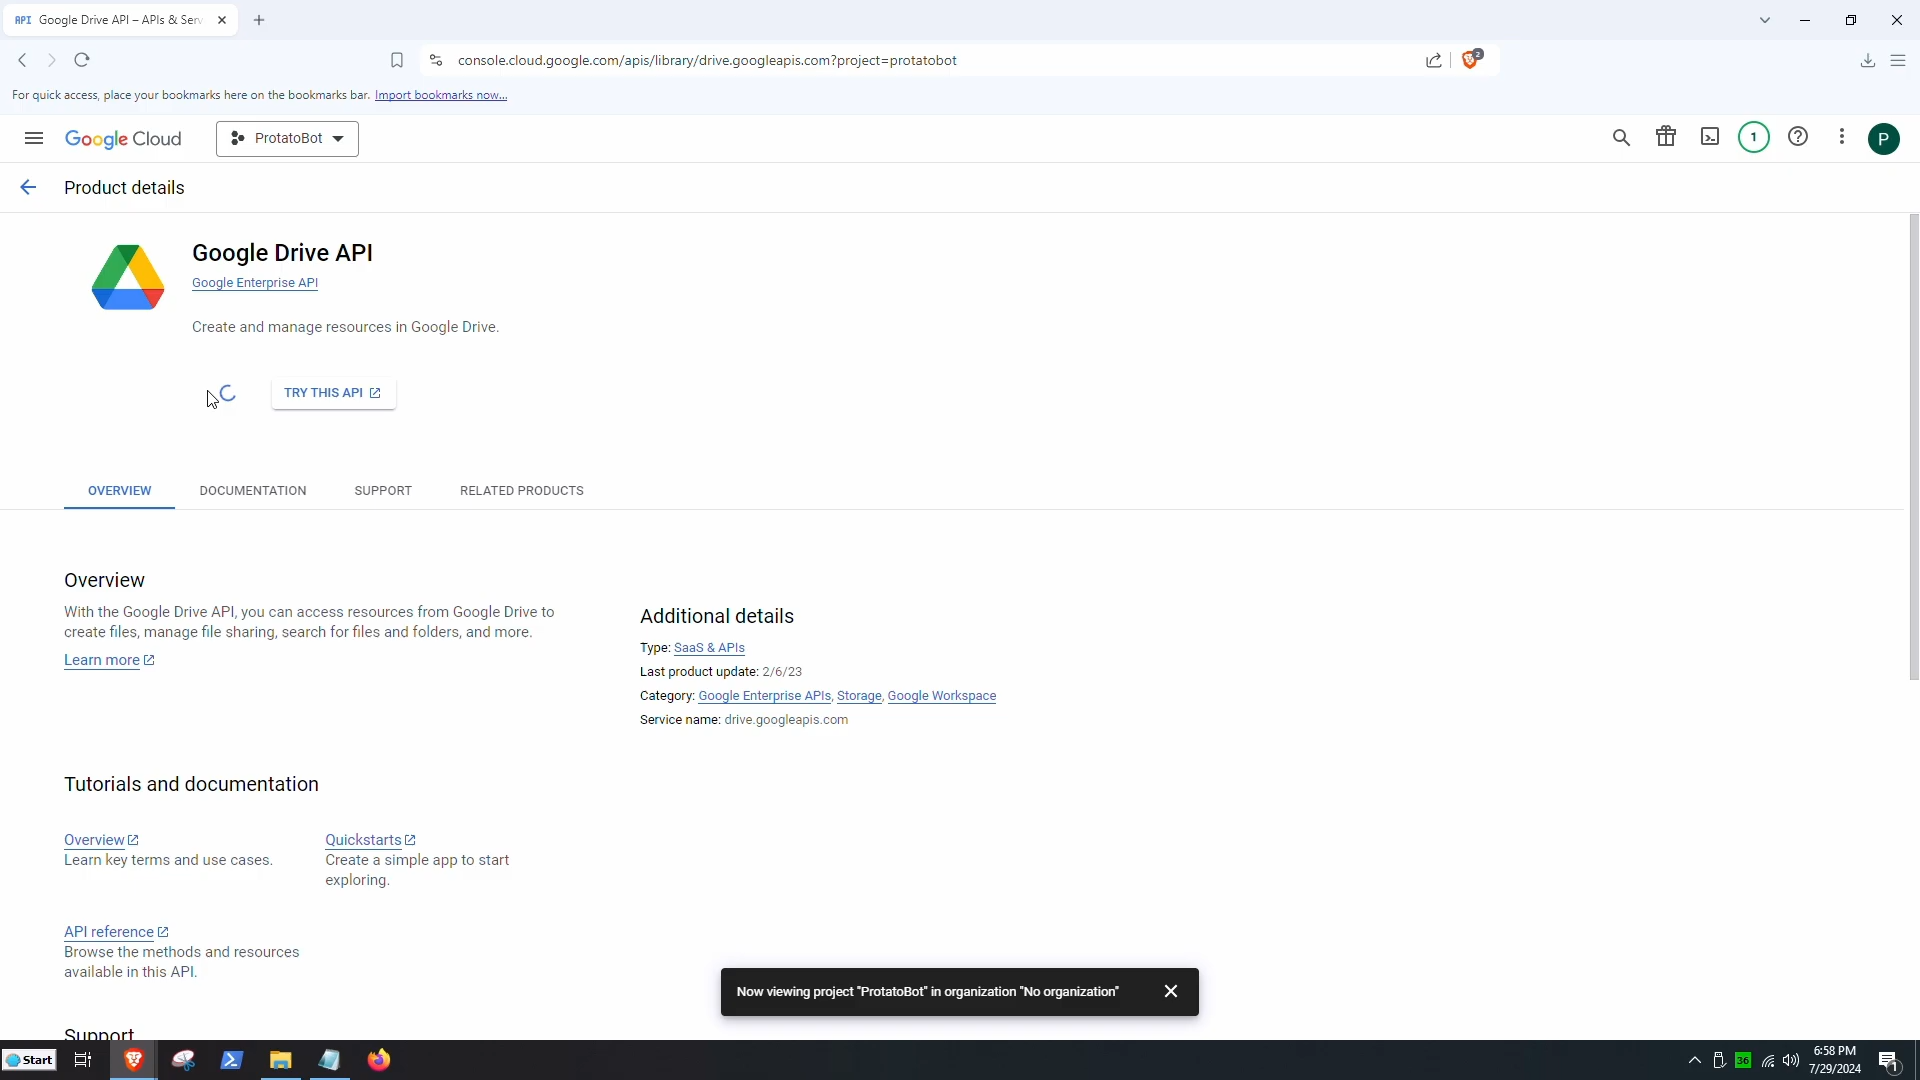 API Google Drive API – APIs & Serv
console.cloud.google.com/apis/library/drive.googleapis.com?project=protatobot
2
For quick access, place your bookmarks here on the bookmarks bar. Import bookmarks now...
Google Cloud
ProtatoBot
1
P
Product details
Google Drive API
Google Enterprise API
Create and manage resources in Google Drive.
TRY THIS API
OVERVIEW DOCUMENTATION SUPPORT RELATED PRODUCTS
Overview
With the Google Drive API, you can access resources from Google Drive to
create files, manage file sharing, search for files and folders, and more.
Learn more
Additional details
Type: SaaS & APIs
Last product update: 2/6/23
Category: Google Enterprise APIs, Storage, Google Workspace
Service name: drive.googleapis.com
Tutorials and documentation
Overview
Learn key terms and use cases.
Quickstarts
Create a simple app to start
exploring.
API reference
Browse the methods and resources
available in this API.
Support
Now viewing project "ProtatoBot" in organization "No organization"
Start
36
6:58 PM
7/29/2024
1